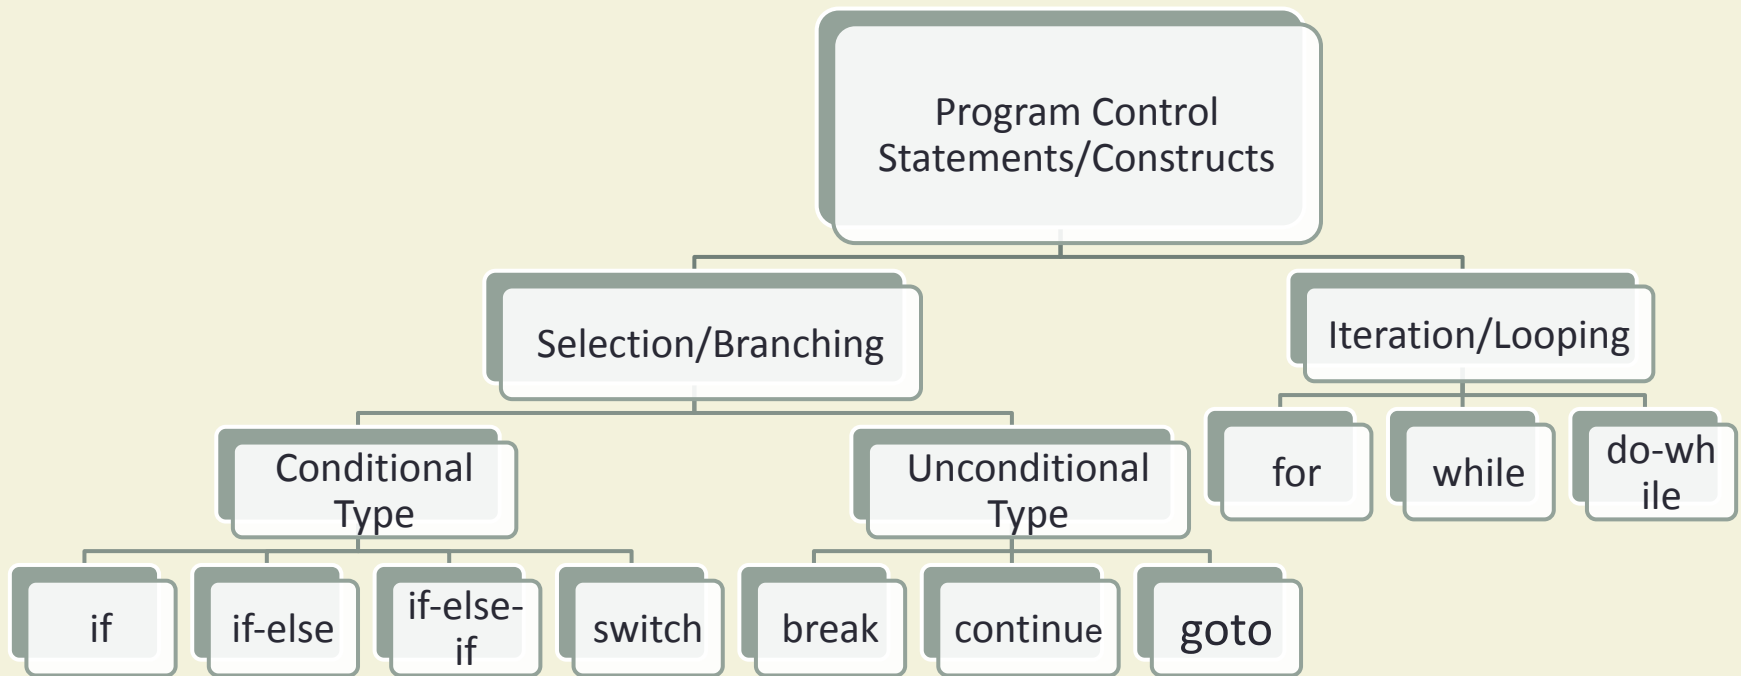 Program Control
Statements/Constructs
Selection/Branching
Iteration/Looping
Conditional
Type
Unconditional
Type
for
while
do-wh
ile
if
if-else
if-else-
if
switch
break
continue
goto